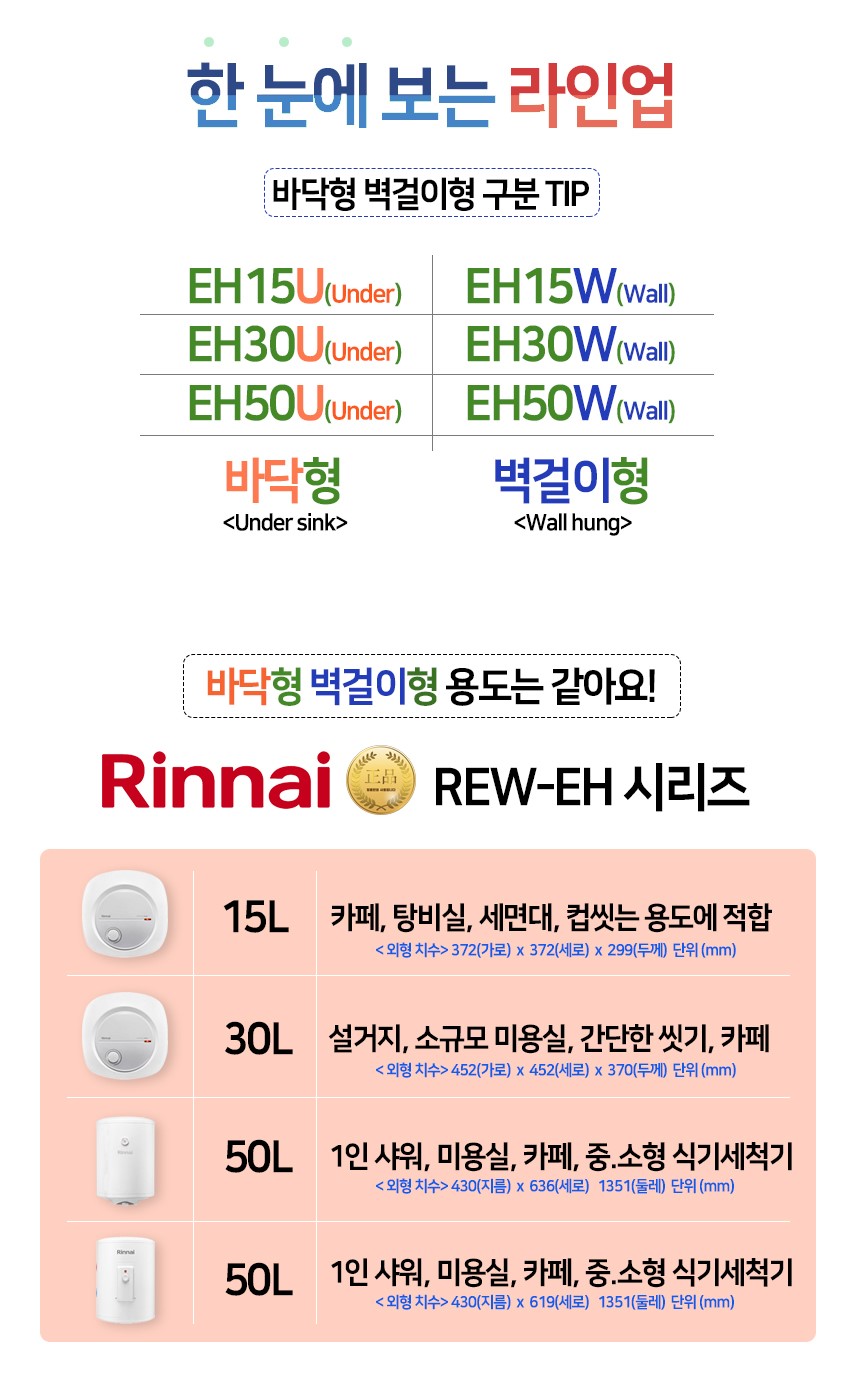 한 눈에 보는 라인업
바닥형 벽걸이형 구분 TIP
EH15U(Under) EH15W(Wall)
EH30U(Under) EH30W(Wall)
EH50U(Under) EH50W(Wall)
바닥형 벽걸이형
<Under sink> <Wall hung>
바닥형 벽걸이형 용도는 같아요!
Rinnai 正品 REW-EH 시리즈
15L 카페, 탕비실, 세면대, 컵씻는 용도에 적합
<외형 치수> 372(가로) x 372(세로) x 299(두께) 단위 (mm)
30L 설거지, 소규모 미용실, 간단한 씻기, 카페
<외형 치수> 452(가로) x 452(세로) x 370(두께) 단위 (mm)
Rinnai
50L 1인 샤워, 미용실, 카페, 중.소형 식기세척기
<외형 치수> 430(지름) x 636(세로) 1351(둘레) 단위 (mm)
Rinnai
50L 1인 샤워, 미용실, 카페, 중.소형 식기세척기
<외형 치수> 430(지름) x 619(세로) 1351(둘레) 단위 (mm)